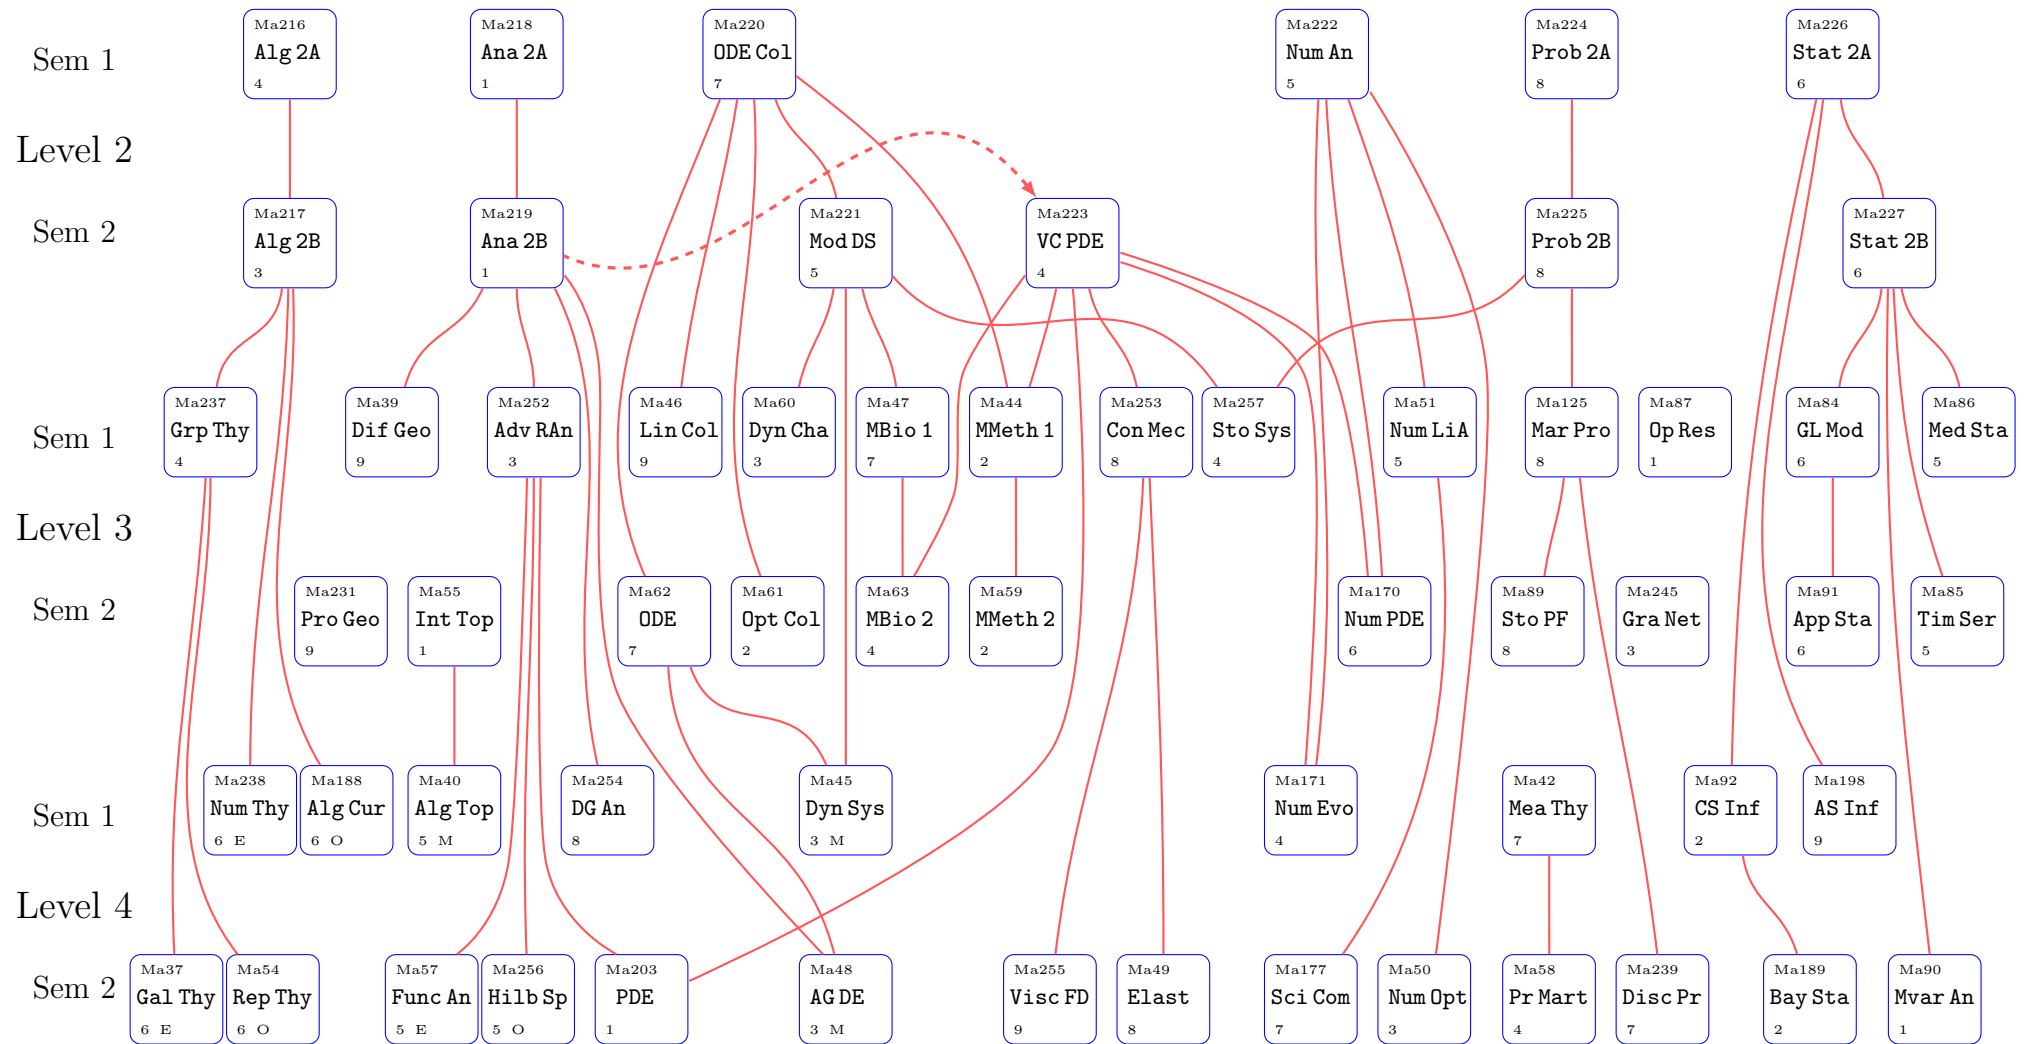 Sem 1
Ma216
Alg 2A
4
Ma218
Ana 2A
1
Ma220
ODE Col
7
Ma222
Num An
5
Ma224
Prob 2A
8
Ma226
Stat 2A
6
Level 2
Sem 2
Ma217
Alg 2B
3
Ma219
Ana 2B
1
Ma221
Mod DS
5
Ma223
VC PDE
4
Ma225
Prob 2B
8
Ma227
Stat 2B
6
Sem 1
Ma237
Grp Thy
4
Ma39
Dif Geo
9
Ma252
Adv RAn
3
Ma46
Lin Col
9
Ma60
Dyn Cha
3
Ma47
MBio 1
7
Ma44
MMeth 1
2
Ma253
Con Mec
8
Ma257
Sto Sys
4
Ma51
Num LiA
5
Ma125
Mar Pro
8
Ma87
Op Res
1
Ma84
GL Mod
6
Ma86
Med Sta
5
Level 3
Sem 2
Ma231
Pro Geo
9
Ma55
Int Top
1
Ma62
ODE
7
Ma61
Opt Col
2
Ma63
MBio 2
4
Ma59
MMeth 2
2
Ma170
Num PDE
6
Ma89
Sto PF
8
Ma245
Gra Net
3
Ma91
App Sta
6
Ma85
Tim Ser
5
Sem 1
Ma238
Num Thy
6 E
Ma188
Alg Cur
6 O
Ma40
Alg Top
5 M
Ma254
DG An
8
Ma45
Dyn Sys
3 M
Ma171
Num Evo
4
Ma42
Mea Thy
7
Ma92
CS Inf
2
Ma198
AS Inf
9
Level 4
Sem 2
Ma37
Gal Thy
6 E
Ma54
Rep Thy
6 O
Ma57
Func An
5 E
Ma256
Hilb Sp
5 O
Ma203
PDE
1
Ma48
AG DE
3 M
Ma255
Visc FD
9
Ma49
Elast
8
Ma177
Sci Com
7
Ma50
Num Opt
3
Ma58
Pr Mart
4
Ma239
Disc Pr
7
Ma189
Bay Sta
2
Ma90
Mvar An
1